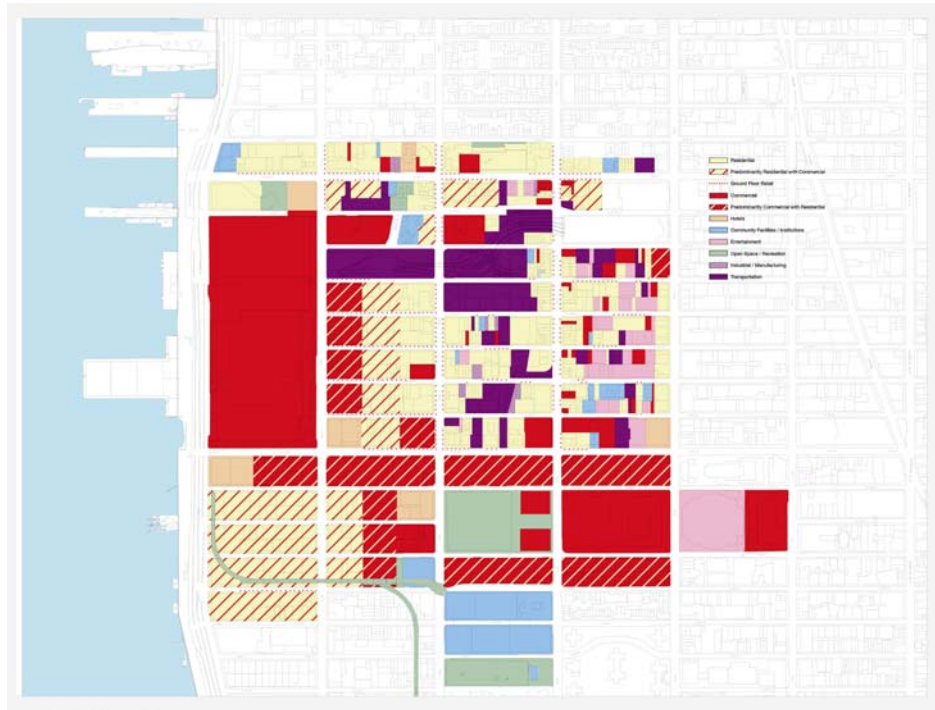 Residential
Predominantly Residential with Commercial
Ground Floor Retail
Commercial
Predominantly Commercial with Residential
Hotels
Community Facilities / Institutions
Entertainment
Open Space / Recreation
Industrial / Manufacturing
Transportation